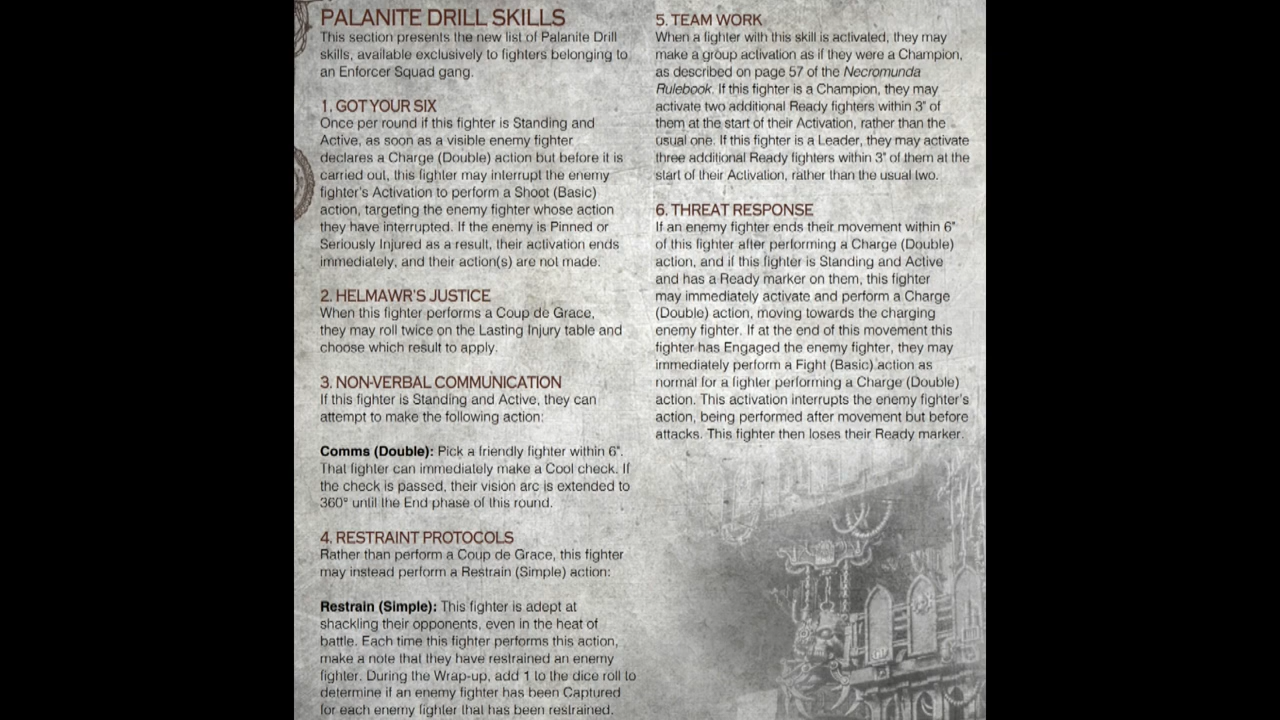 PALANITE DRILL SKILLS
This section presents the new list of Palanite Drill
skills, available exclusively to fighters belonging to
an Enforcer Squad gang.
1. GOT YOUR SIX
Once per round if this fighter is Standing and
Active, as soon as a visible enemy fighter
declares a Charge (Double) action but before it is
carried out, this fighter may interrupt the enemy
fighter's Activation to perform a Shoot (Basic)
action, targeting the enemy fighter whose action
they have interrupted. If the enemy is Pinned or
Seriously Injured as a result, their activation ends
immediately, and their action(s) are not made.
2. HELMAWR'S JUSTICE
When this fighter performs a Coup de Grace,
they may roll twice on the Lasting Injury table and
choose which result to apply.
3. NON-VERBAL COMMUNICATION
If this fighter is Standing and Active, they can
attempt to make the following action:
Comms (Double): Pick a friendly fighter within 6".
That fighter can immediately make a Cool check. If
the check is passed, their vision arc is extended to
360° until the End phase of this round.
4. RESTRAINT PROTOCOLS
Rather than perform a Coup de Grace, this fighter
may instead perform a Restrain (Simple) action:
Restrain (Simple): This fighter is adept at
shackling their opponents, even in the heat of
battle. Each time this fighter performs this action,
make a note that they have restrained an enemy
fighter. During the Wrap-up, add 1 to the dice roll to
determine if an enemy fighter has been Captured
for each enemy fighter that has been restrained.
5. TEAM WORK
When a fighter with this skill is activated, they may
make a group activation as if they were a Champion,
as described on page 57 of the Necromunda
Rulebook. If this fighter is a Champion, they may
activate two additional Ready fighters within 3" of
them at the start of their Activation, rather than the
usual one. If this fighter is a Leader, they may activate
three additional Ready fighters within 3" of them at the
start of their Activation, rather than the usual two.
6. THREAT RESPONSE
If an enemy fighter ends their movement within 6"
of this fighter after performing a Charge (Double)
action, and if this fighter is Standing and Active
and has a Ready marker on them, this fighter
may immediately activate and perform a Charge
(Double) action, moving towards the charging
enemy fighter. If at the end of this movement this
fighter has Engaged the enemy fighter, they may
immediately perform a Fight (Basic) action as
normal for a fighter performing a Charge (Double)
action. This activation interrupts the enemy fighter's
action, being performed after movement but before
attacks. This fighter then loses their Ready marker.